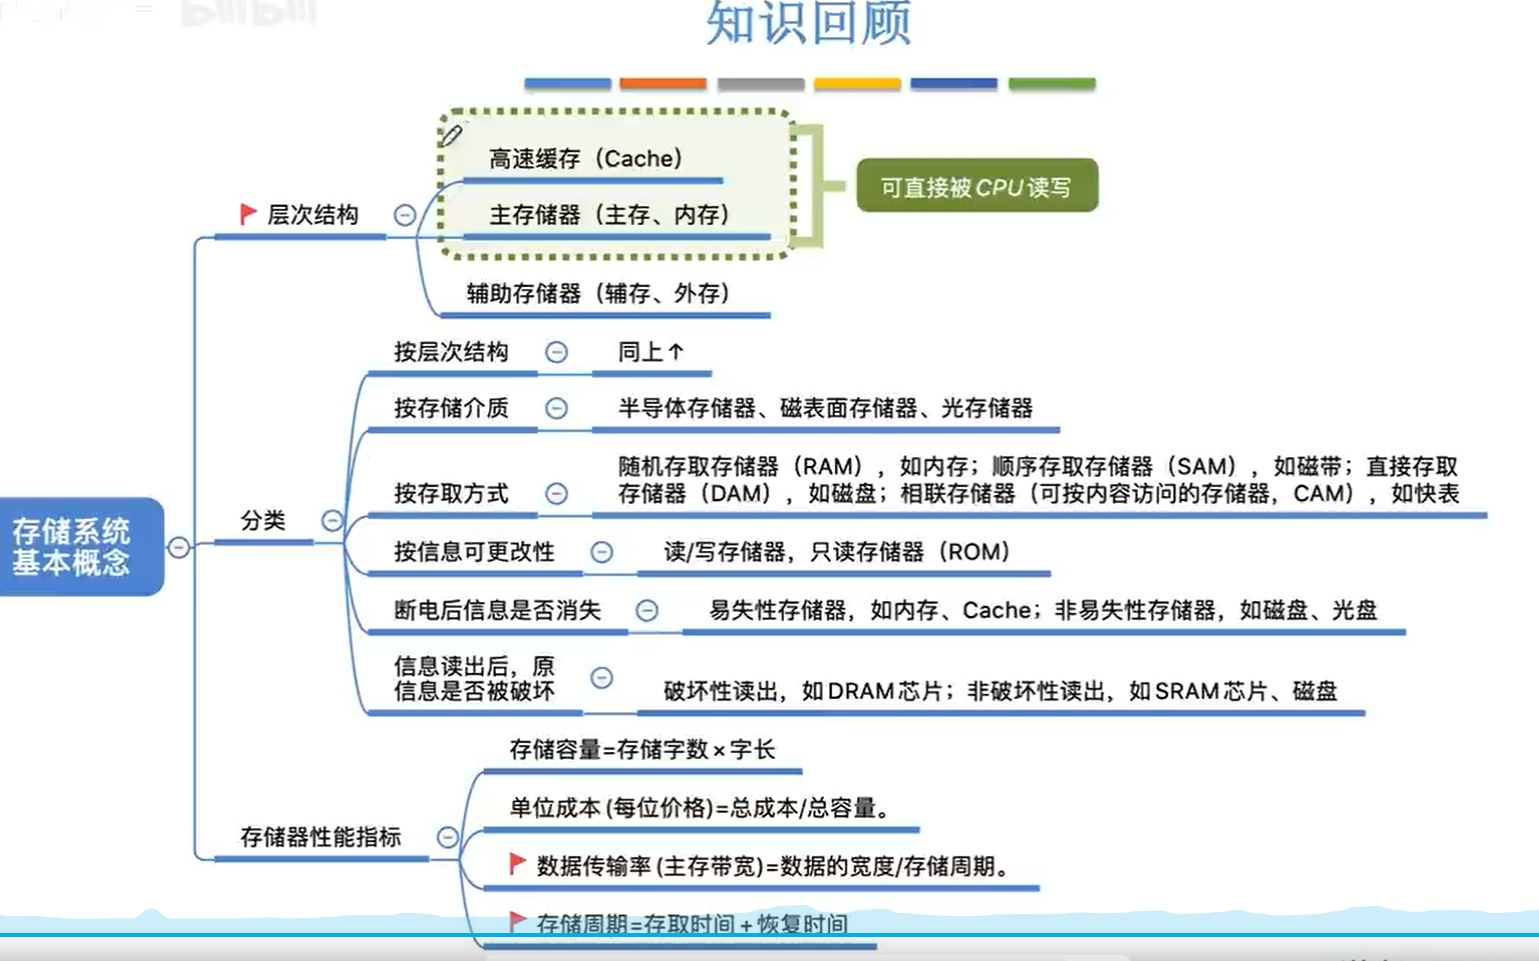 知识回顾
高速缓存（Cache）
可直接被CPU读写
层次结构
主存储器（主存、内存）
辅助存储器（辅存、外存）
按层次结构
同上↑
按存储介质
半导体存储器、磁表面存储器、光存储器
随机存取存储器（RAM），如内存；顺序存取存储器（SAM），如磁带；直接存取
按存取方式
存储器（DAM），如磁盘；相联存储器（可按内容访问的存储器，CAM），如快表
分类
存储系统
基本概念
按信息可更改性
读/写存储器，只读存储器（ROM）
断电后信息是否消失
易失性存储器，如内存、Cache；非易失性存储器，如磁盘、光盘
信息读出后，原
信息是否被破坏
破坏性读出，如DRAM芯片；非破坏性读出，如SRAM芯片、磁盘
存储容量=存储字数×字长
单位成本(每位价格)=总成本/总容量。
存储器性能指标
数据传输率(主存带宽)=数据的宽度/存储周期。
存储周期=存取时间+恢复时间